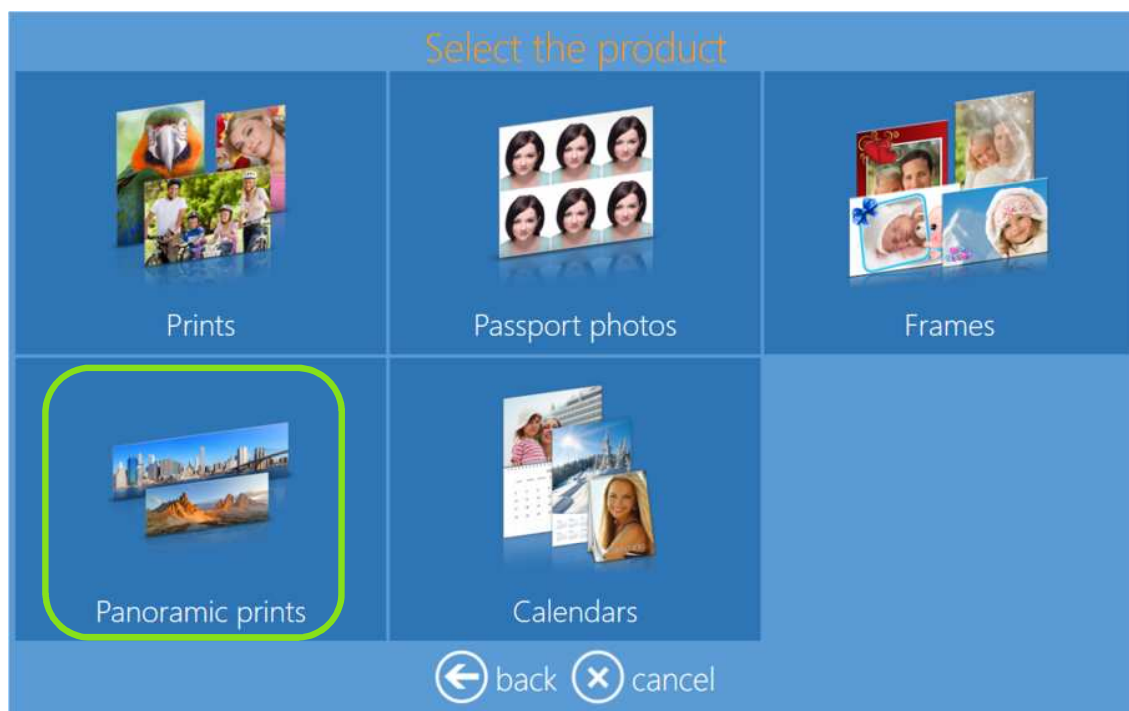 Select the product
Prints
Passport photos
Frames
Panoramic prints
Calendars
back
cancel